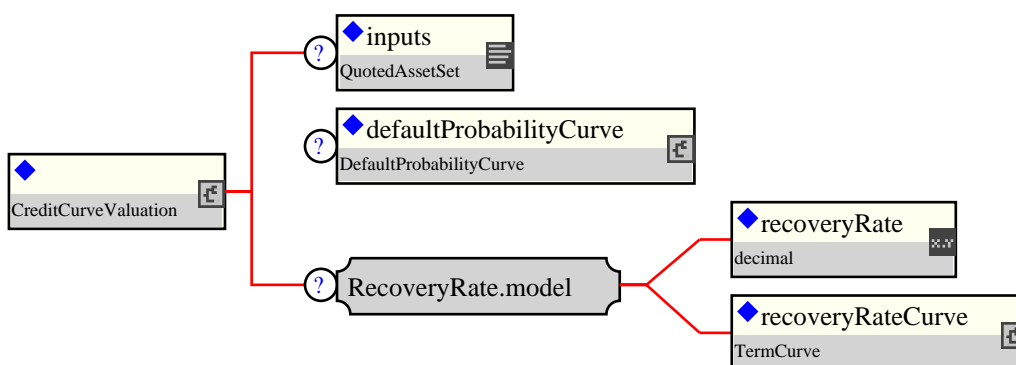 inputs
QuotedAssetSet
?
defaultProbabilityCurve
DefaultProbabilityCurve
?
CreditCurveValuation
recoveryRate
decimal
x.y
?
RecoveryRate.model
recoveryRateCurve
TermCurve